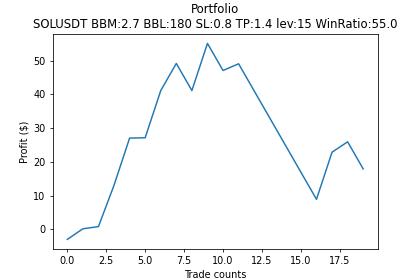 Portfolio
SOLUSDT BBM:2.7 BBL:180 SL:0.8 TP:1.4 lev:15 WinRatio:55.0
50
40
30
20
10
0
Profit ($)
0.0 2.5 5.0 7.5 10.0 12.5 15.0 17.5
Trade counts